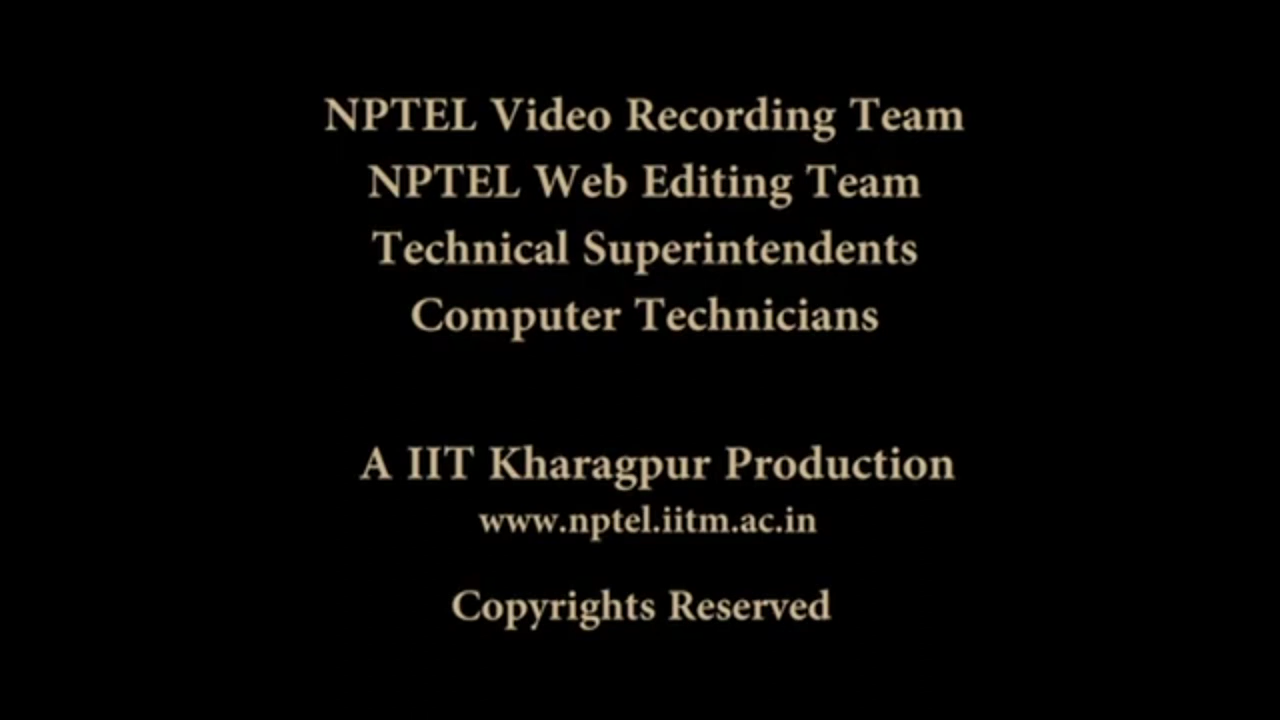 NPTEL Video Recording Team
NPTEL Web Editing Team
Technical Superintendents
Computer Technicians
A IIT Kharagpur Production
www.nptel.iitm.ac.in
Copyrights Reserved